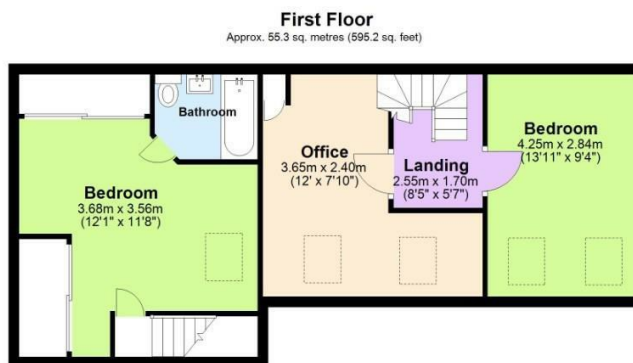 First Floor
Approx. 55.3 sq. metres (595.2 sq. feet)
Bathroom
Bedroom
3.68m x 3.56m
(12'1" x 11'8")
Office
3.65m x 2.40m
(12' x 7'10")
Landing
2.55m x 1.70m
(8'5" x 5'7")
Bedroom
4.25m x 2.84m
(13'11" x 9'4")